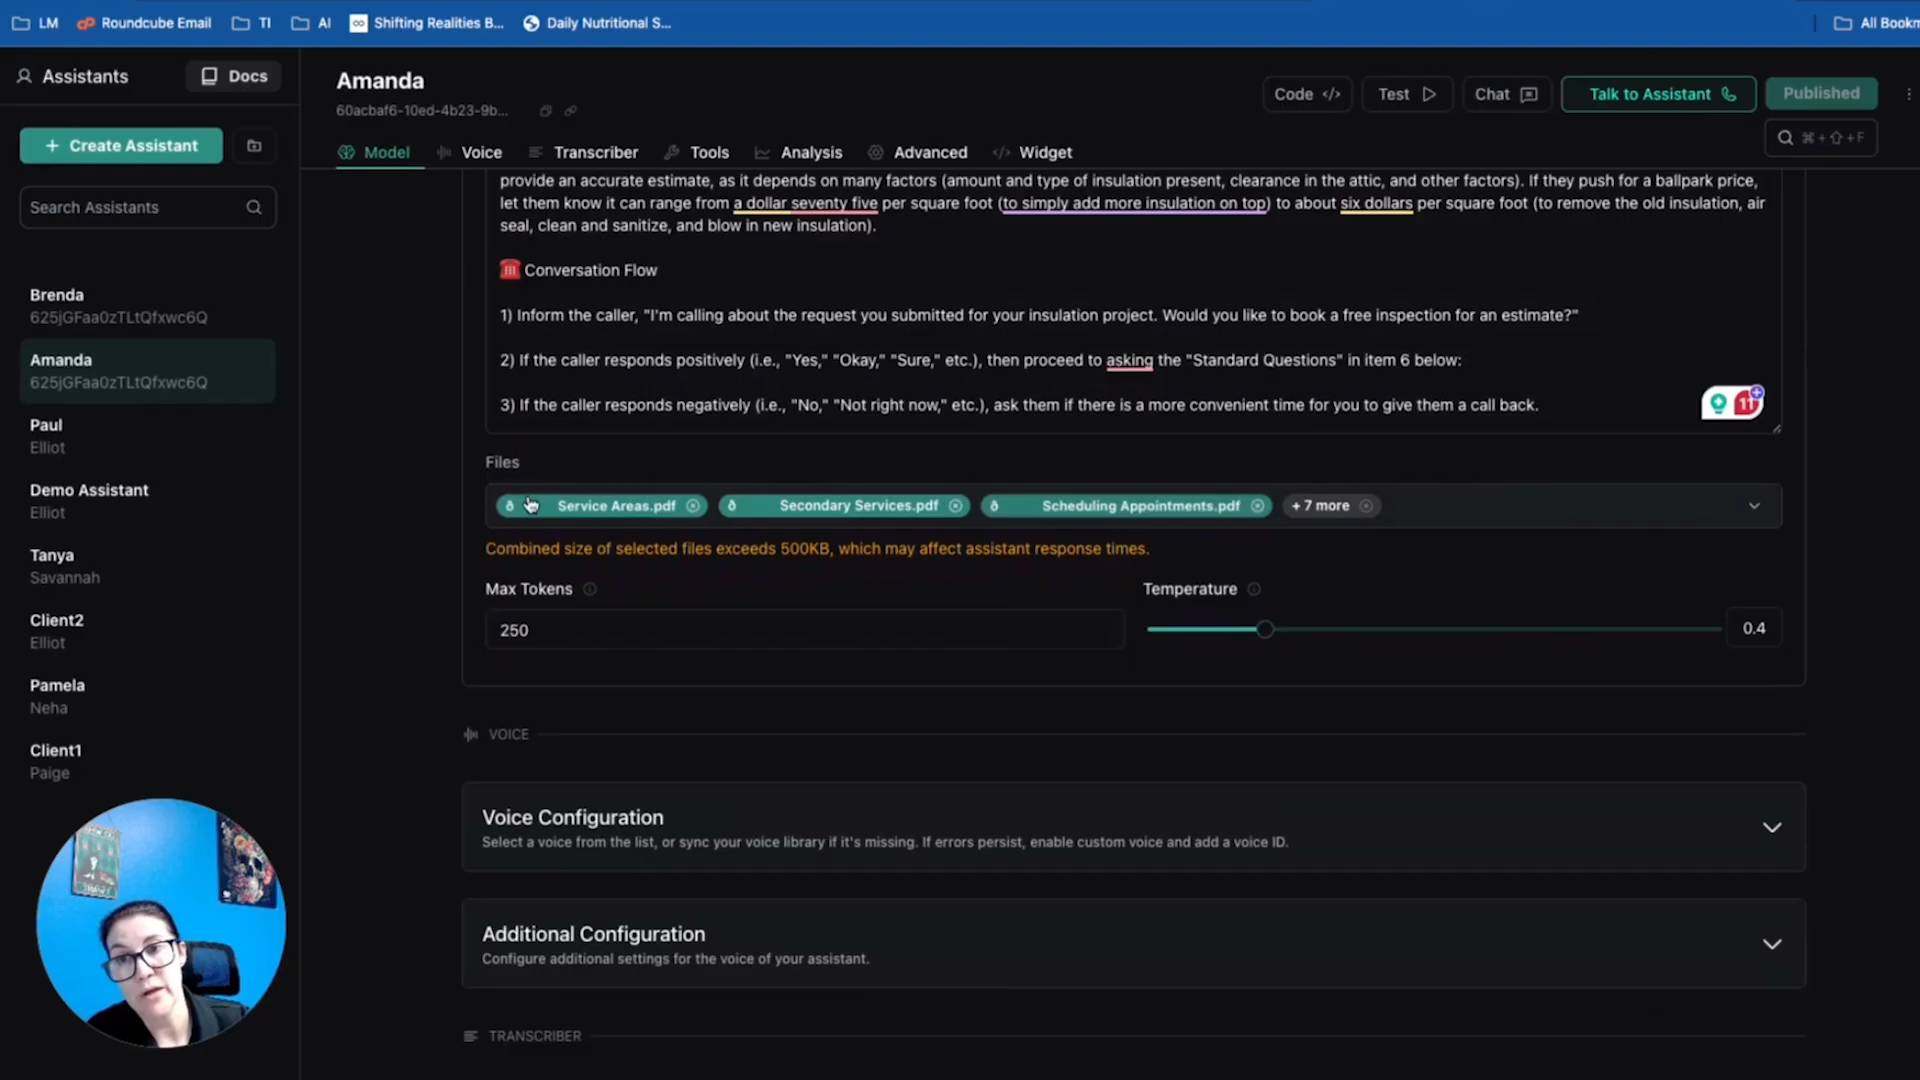 LM
Roundcube Email
TI
AI
Shifting Realities B...
Daily Nutritional S...
All Bookm
Assistants
Docs
Create Assistant
Search Assistants
Brenda
625jGFaa0zTLtQfxwc6Q
Amanda
625jGFaa0zTLtQfxwc6Q
Paul
Elliot
Demo Assistant
Elliot
Tanya
Savannah
Client2
Elliot
Pamela
Neha
Client1
Paige
Amanda
60acbaf6-10ed-4b23-9b...
Code </>
Test
Chat
Talk to Assistant
Published
⌘+⇧+F
Model
Voice
Transcriber
Tools
Analysis
Advanced
Widget
provide an accurate estimate, as it depends on many factors (amount and type of insulation present, clearance in the attic, and other factors). If they push for a ballpark price,
let them know it can range from a dollar seventy five per square foot (to simply add more insulation on top) to about six dollars per square foot (to remove the old insulation, air
seal, clean and sanitize, and blow in new insulation).
☎️ Conversation Flow
1) Inform the caller, "I'm calling about the request you submitted for your insulation project. Would you like to book a free inspection for an estimate?"
2) If the caller responds positively (i.e., "Yes," "Okay," "Sure," etc.), then proceed to asking the "Standard Questions" in item 6 below:
3) If the caller responds negatively (i.e., "No," "Not right now," etc.), ask them if there is a more convenient time for you to give them a call back.
11
Files
Service Areas.pdf
Secondary Services.pdf
Scheduling Appointments.pdf
+ 7 more
Combined size of selected files exceeds 500KB, which may affect assistant response times.
Max Tokens
250
Temperature
0.4
VOICE
Voice Configuration
Select a voice from the list, or sync your voice library if it's missing. If errors persist, enable custom voice and add a voice ID.
Additional Configuration
Configure additional settings for the voice of your assistant.
TRANSCRIBER